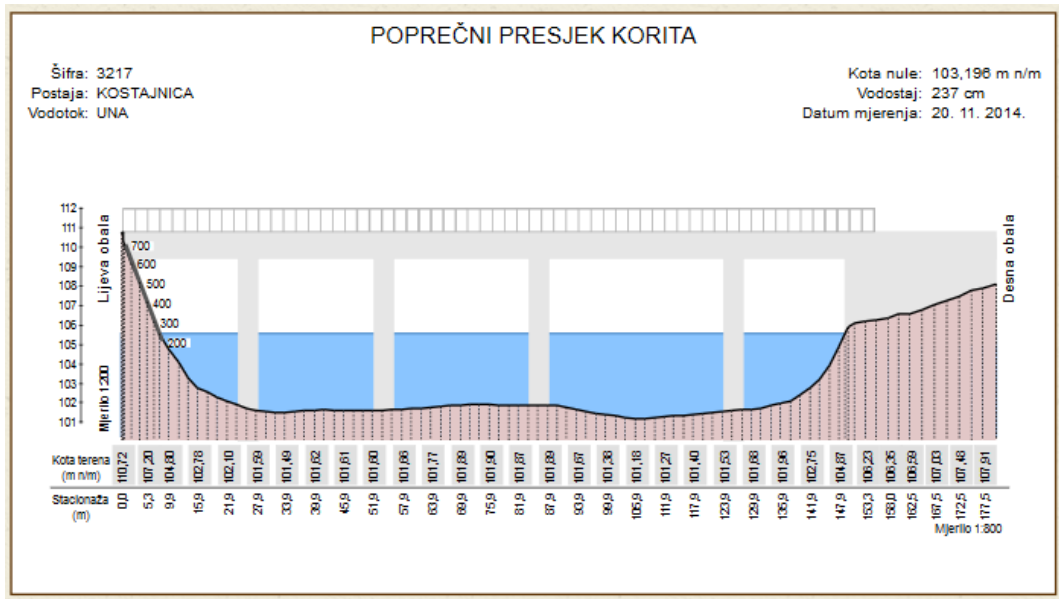 POPREČNI PRESJEK KORITA
Šifra: 3217
Postaja: KOSTAJNICA
Vodotok: UNA
Kota nule: 103,196 m n/m
Vodostaj: 237 cm
Datum mjerenja: 20. 11. 2014.
112
111
110
109
108
107
106
105
104
103
102
101
Lijeva obala
Mjerilo 1:200
700
600
500
400
300
200
Desna obala
Kota terena (m n/m) 110,72 107,20 104,80 102,78 102,10 101,59 101,49 101,62 101,61 101,60 101,66 101,77 101,89 101,90 101,87 101,89 101,67 101,38 101,18 101,27 101,40 101,53 101,68 101,96 102,75 104,87 106,23 106,35 106,59 107,03 107,48 107,91
Stacionaža (m) 0,0 5,3 9,9 15,9 21,9 27,9 33,9 39,9 45,9 51,9 57,9 63,9 69,9 75,9 81,9 87,9 93,9 99,9 105,9 111,9 117,9 123,9 129,9 135,9 141,9 147,9 153,3 158,0 162,5 167,5 172,5 177,5
Mjerilo 1:800